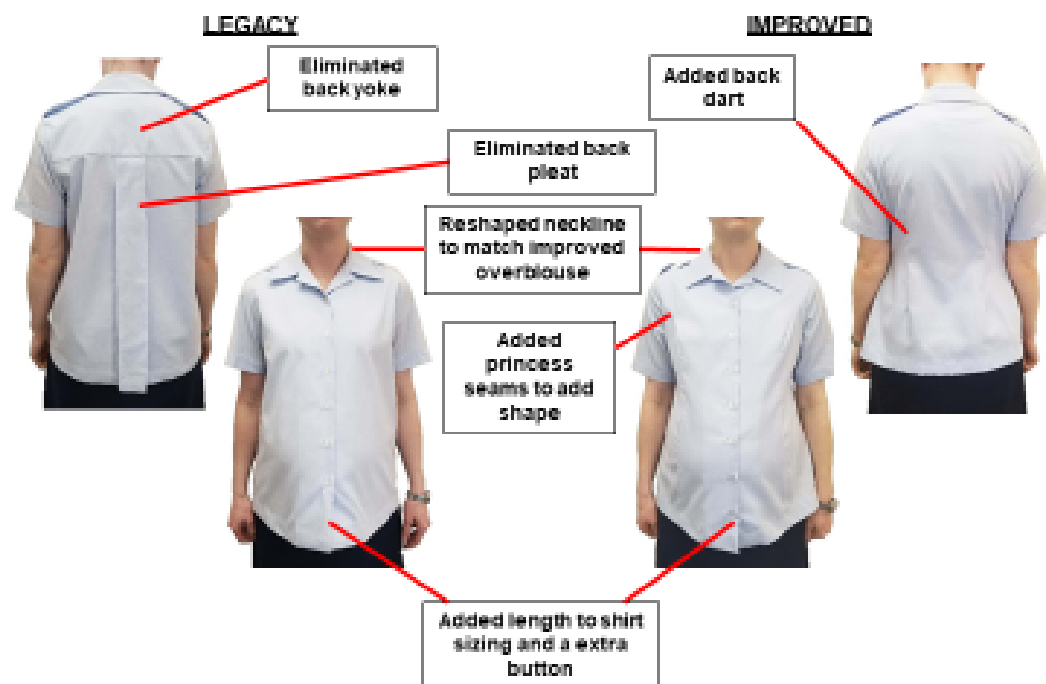 LEGACY
IMPROVED
Eliminated
back yoke
Added back
dart
Eliminated back
pleat
Reshaped neckline
to match improved
overblouse
Added
princess
seams to add
shape
Added length to shirt
sizing and a extra
button